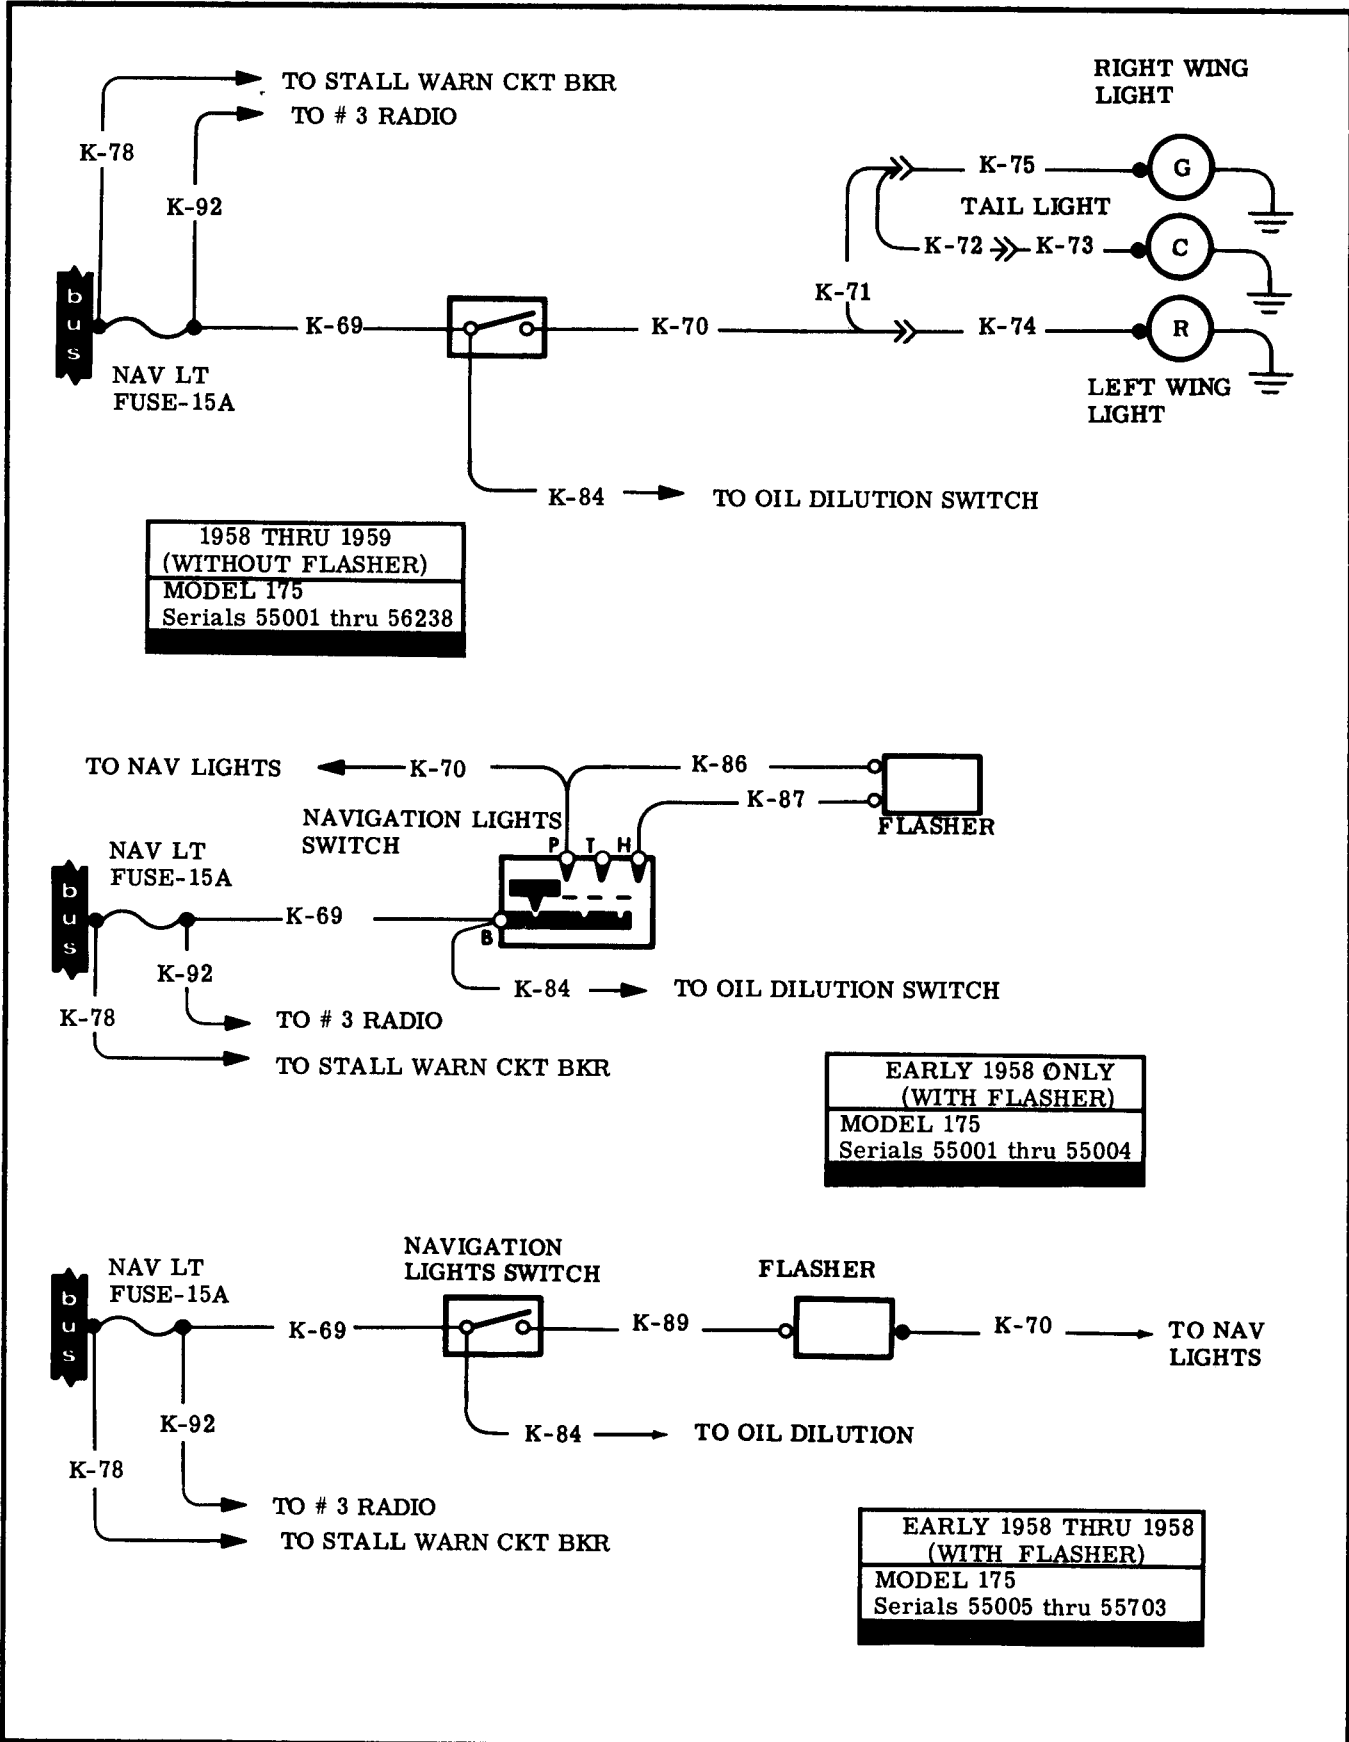 TO STALL WARN CKT BKR
TO # 3 RADIO
K-78
K-92
RIGHT WING
LIGHT
K-75
G
TAIL LIGHT
K-72
K-73
C
K-71
bus
K-69
K-70
K-74
R
NAV LT
FUSE-15A
LEFT WING
LIGHT
K-84
TO OIL DILUTION SWITCH
1958 THRU 1959
(WITHOUT FLASHER)
MODEL 175
Serials 55001 thru 56238
TO NAV LIGHTS
K-70
K-86
K-87
FLASHER
NAVIGATION LIGHTS
SWITCH
P T H
NAV LT
FUSE-15A
bus
K-69
B
K-92
K-84
TO OIL DILUTION SWITCH
K-78
TO # 3 RADIO
TO STALL WARN CKT BKR
EARLY 1958 ONLY
(WITH FLASHER)
MODEL 175
Serials 55001 thru 55004
NAVIGATION
LIGHTS SWITCH
FLASHER
NAV LT
FUSE-15A
bus
K-69
K-89
K-70
TO NAV
LIGHTS
K-92
K-84
TO OIL DILUTION
K-78
TO # 3 RADIO
TO STALL WARN CKT BKR
EARLY 1958 THRU 1958
(WITH FLASHER)
MODEL 175
Serials 55005 thru 55703